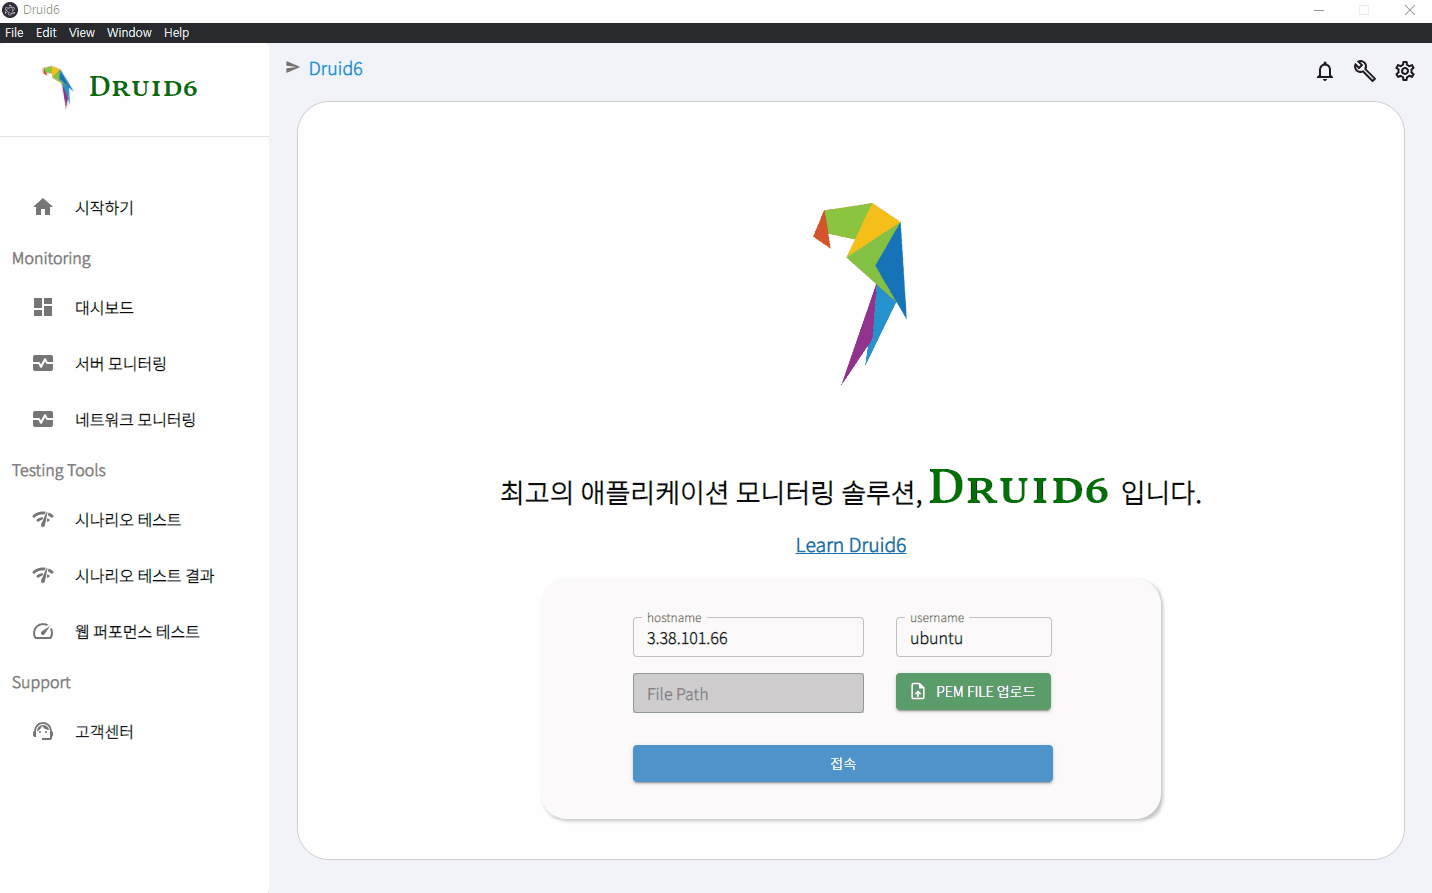 Druid6
File Edit View Window Help
DRUID6
시작하기
Monitoring
대시보드
서버 모니터링
네트워크 모니터링
Testing Tools
시나리오 테스트
시나리오 테스트 결과
웹 퍼포먼스 테스트
Support
고객센터
Druid6
최고의 애플리케이션 모니터링 솔루션, DRUID6 입니다.
Learn Druid6
hostname
3.38.101.66
username
ubuntu
File Path
PEM FILE 업로드
접속